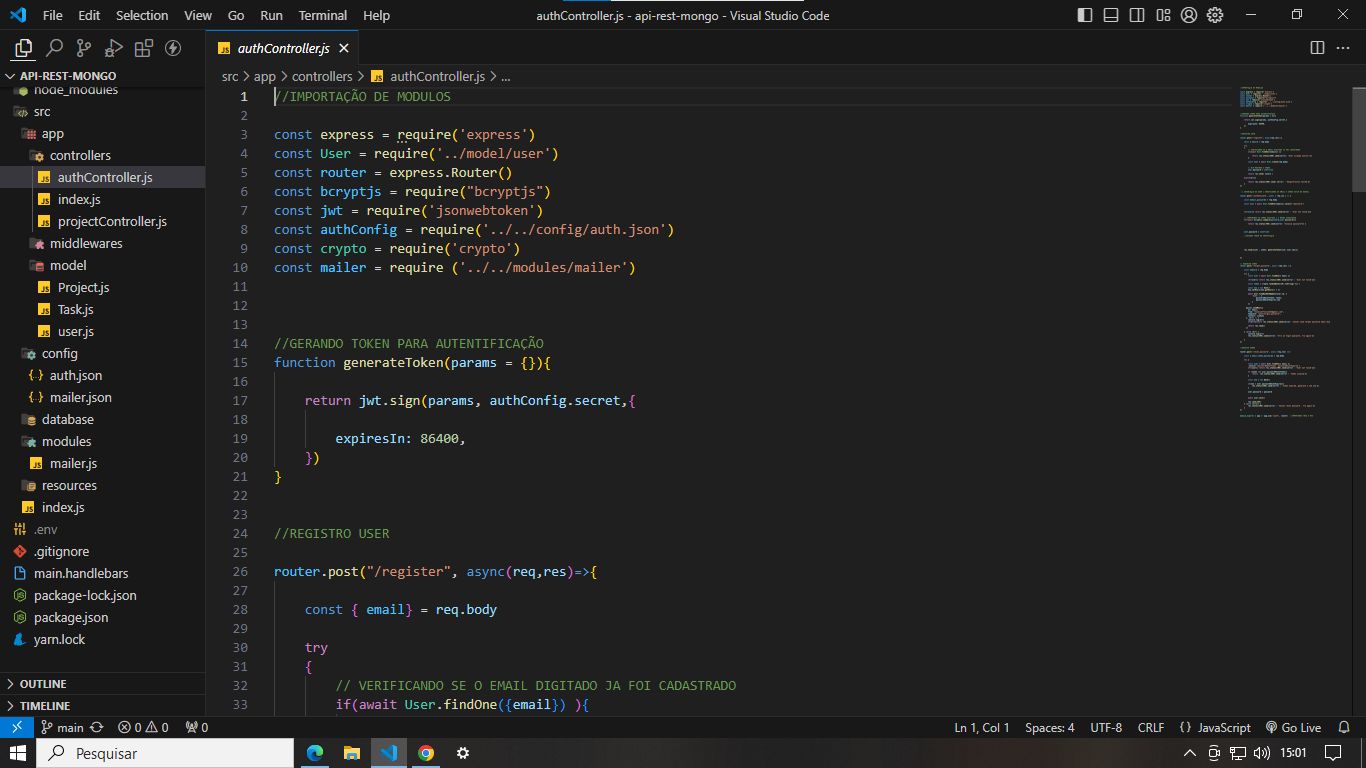 File Edit Selection View Go Run Terminal Help
authController.js - api-rest-mongo - Visual Studio Code
authController.js
API-REST-MONGO
node_modules
src
app
controllers
authController.js
index.js
projectController.js
middlewares
model
Project.js
Task.js
user.js
config
auth.json
mailer.json
database
modules
mailer.js
resources
index.js
.env
.gitignore
main.handlebars
package-lock.json
package.json
yarn.lock
OUTLINE
TIMELINE
src > app > controllers > authController.js > ...
1 //IMPORTAÇÃO DE MODULOS
2
3 const express = require('express')
4 const User = require('../model/user')
5 const router = express.Router()
6 const bcryptjs = require("bcryptjs")
7 const jwt = require('jsonwebtoken')
8 const authConfig = require('../../config/auth.json')
9 const crypto = require('crypto')
10 const mailer = require ('../../modules/mailer')
11
12
13
14 //GERANDO TOKEN PARA AUTENTIFICAÇÃO
15 function generateToken(params = {}){
16
17 return jwt.sign(params, authConfig.secret,{
18
19 expiresIn: 86400,
20 })
21 }
22
23
24 //REGISTRO USER
25
26 router.post("/register", async(req,res)=>{
27
28 const { email} = req.body
29
30 try
31 {
32 // VERIFICANDO SE O EMAIL DIGITADO JA FOI CADASTRADO
33 if(await User.findOne({email}) ){
main 0 0 0
Ln 1, Col 1 Spaces: 4 UTF-8 CRLF {} JavaScript Go Live
Pesquisar
15:01